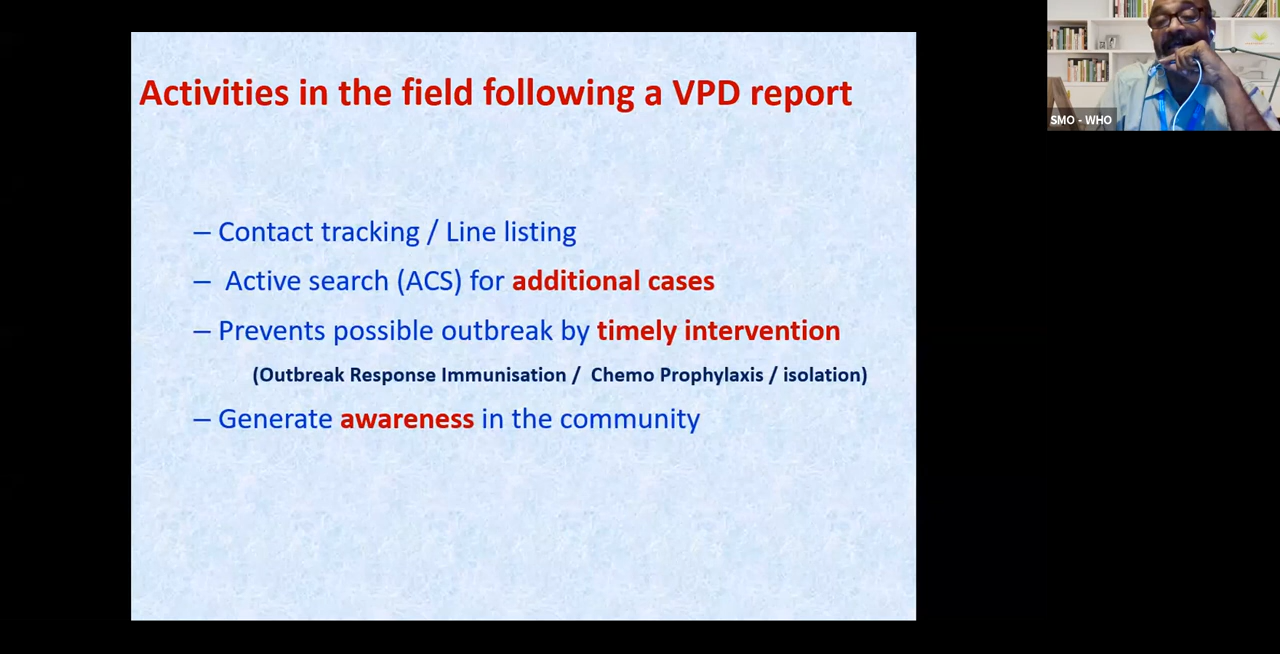 Activities in the field following a VPD report
– Contact tracking / Line listing
– Active search (ACS) for additional cases
– Prevents possible outbreak by timely intervention
(Outbreak Response Immunisation / Chemo Prophylaxis / isolation)
– Generate awareness in the community
SMO - WHO